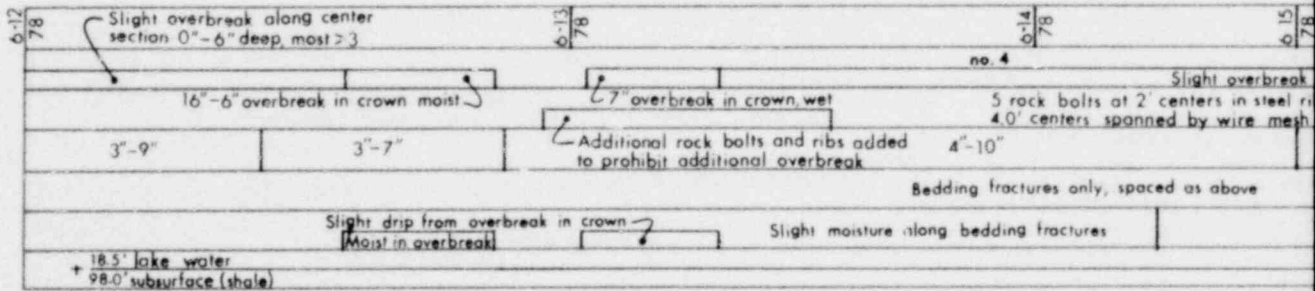 6-12
78
6-13
78
6-14
78
6-15
78
Slight overbreak along center
section 0"-6" deep, most >3
no. 4
Slight overbreak
16"-6" overbreak in crown moist
7" overbreak in crown, wet
5 rock bolts at 2' centers in steel ri
4.0' centers spanned by wire mesh
3"-9"
3"-7"
Additional rock bolts and ribs added
to prohibit additional overbreak
4"-10"
Bedding fractures only, spaced as above
Slight drip from overbreak in crown
Moist in overbreak
Slight moisture along bedding fractures
+ 18.5' lake water
98.0' subsurface (shale)